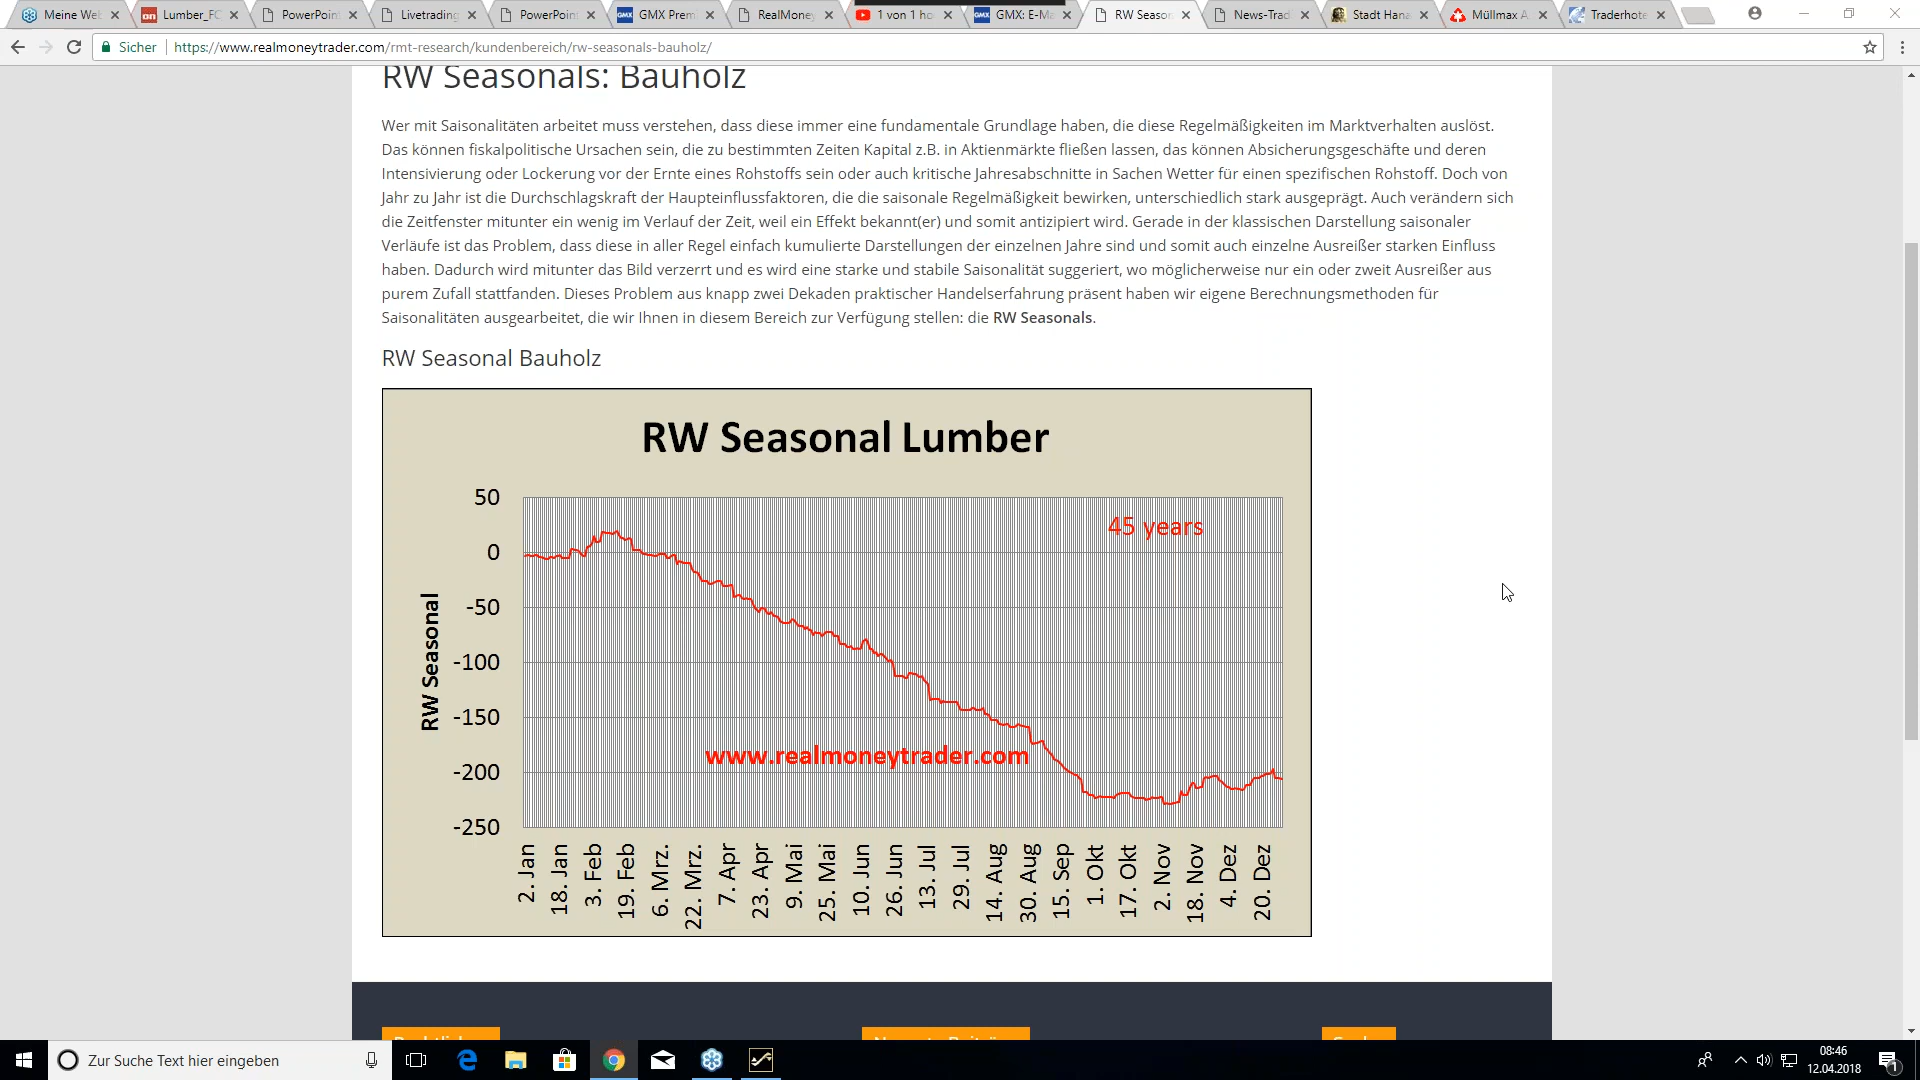 Meine Web
Lumber_FC
PowerPoin
Livetrading
PowerPoin
GMX Prem
RealMoney
1 von 1 ho
GMX: E-Ma
RW Season
News-Trad
Stadt Hana
Müllmax A
Traderhote
Sicher
https://www.realmoneytrader.com/rmt-research/kundenbereich/rw-seasonals-bauholz/
RW Seasonals: Bauholz
Wer mit Saisonalitäten arbeitet muss verstehen, dass diese immer eine fundamentale Grundlage haben, die diese Regelmäßigkeiten im Marktverhalten auslöst.
Das können fiskalpolitische Ursachen sein, die zu bestimmten Zeiten Kapital z.B. in Aktienmärkte fließen lassen, das können Absicherungsgeschäfte und deren
Intensivierung oder Lockerung vor der Ernte eines Rohstoffs sein oder auch kritische Jahresabschnitte in Sachen Wetter für einen spezifischen Rohstoff. Doch von
Jahr zu Jahr ist die Durchschlagskraft der Haupteinflussfaktoren, die die saisonale Regelmäßigkeit bewirken, unterschiedlich stark ausgeprägt. Auch verändern sich
die Zeitfenster mitunter ein wenig im Verlauf der Zeit, weil ein Effekt bekannt(er) und somit antizipiert wird. Gerade in der klassischen Darstellung saisonaler
Verläufe ist das Problem, dass diese in aller Regel einfach kumulierte Darstellungen der einzelnen Jahre sind und somit auch einzelne Ausreißer starken Einfluss
haben. Dadurch wird mitunter das Bild verzerrt und es wird eine starke und stabile Saisonalität suggeriert, wo möglicherweise nur ein oder zweit Ausreißer aus
purem Zufall stattfanden. Dieses Problem aus knapp zwei Dekaden praktischer Handelserfahrung präsent haben wir eigene Berechnungsmethoden für
Saisonalitäten ausgearbeitet, die wir Ihnen in diesem Bereich zur Verfügung stellen: die RW Seasonals.
RW Seasonal Bauholz
RW Seasonal Lumber
45 years
50
0
-50
-100
-150
-200
-250
RW Seasonal
www.realmoneytrader.com
2. Jan
18. Jan
3. Feb
19. Feb
6. Mrz.
22. Mrz.
7. Apr
23. Apr
9. Mai
25. Mai
10. Jun
26. Jun
13. Jul
29. Jul
14. Aug
30. Aug
15. Sep
1. Okt
17. Okt
2. Nov
18. Nov
4. Dez
20. Dez
Zur Suche Text hier eingeben
08:46
12.04.2018
1